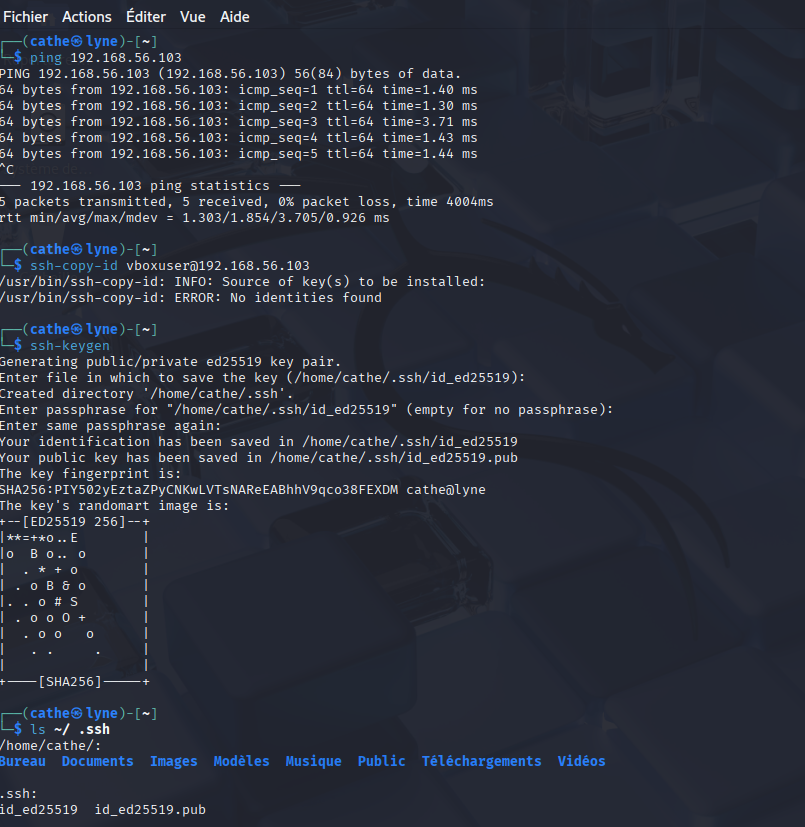 Fichier Actions Éditer Vue Aide
┌──(cathe㉿lyne)-[~]
└─$ ping 192.168.56.103
PING 192.168.56.103 (192.168.56.103) 56(84) bytes of data.
64 bytes from 192.168.56.103: icmp_seq=1 ttl=64 time=1.40 ms
64 bytes from 192.168.56.103: icmp_seq=2 ttl=64 time=1.30 ms
64 bytes from 192.168.56.103: icmp_seq=3 ttl=64 time=3.71 ms
64 bytes from 192.168.56.103: icmp_seq=4 ttl=64 time=1.43 ms
64 bytes from 192.168.56.103: icmp_seq=5 ttl=64 time=1.44 ms
^C
--- 192.168.56.103 ping statistics ---
5 packets transmitted, 5 received, 0% packet loss, time 4004ms
rtt min/avg/max/mdev = 1.303/1.854/3.705/0.926 ms
┌──(cathe㉿lyne)-[~]
└─$ ssh-copy-id vboxuser@192.168.56.103
/usr/bin/ssh-copy-id: INFO: Source of key(s) to be installed:
/usr/bin/ssh-copy-id: ERROR: No identities found
┌──(cathe㉿lyne)-[~]
└─$ ssh-keygen
Generating public/private ed25519 key pair.
Enter file in which to save the key (/home/cathe/.ssh/id_ed25519):
Created directory '/home/cathe/.ssh'.
Enter passphrase for "/home/cathe/.ssh/id_ed25519" (empty for no passphrase):
Enter same passphrase again:
Your identification has been saved in /home/cathe/.ssh/id_ed25519
Your public key has been saved in /home/cathe/.ssh/id_ed25519.pub
The key fingerprint is:
SHA256:PIY502yEztaZPyCNKwLVTsNAReEABhhV9qco38FEXDM cathe@lyne
The key's randomart image is:
+--[ED25519 256]--+
|**=+*o..E        |
|o  B o.. o       |
|  . * + o        |
| . o B & o       |
|. . o # S        |
| . o o O +       |
|  . o o   o      |
|   . .     .     |
|                 |
+----[SHA256]-----+
┌──(cathe㉿lyne)-[~]
└─$ ls ~/ .ssh
/home/cathe/:
Bureau  Documents  Images  Modèles  Musique  Public  Téléchargements  Vidéos
.ssh:
id_ed25519  id_ed25519.pub